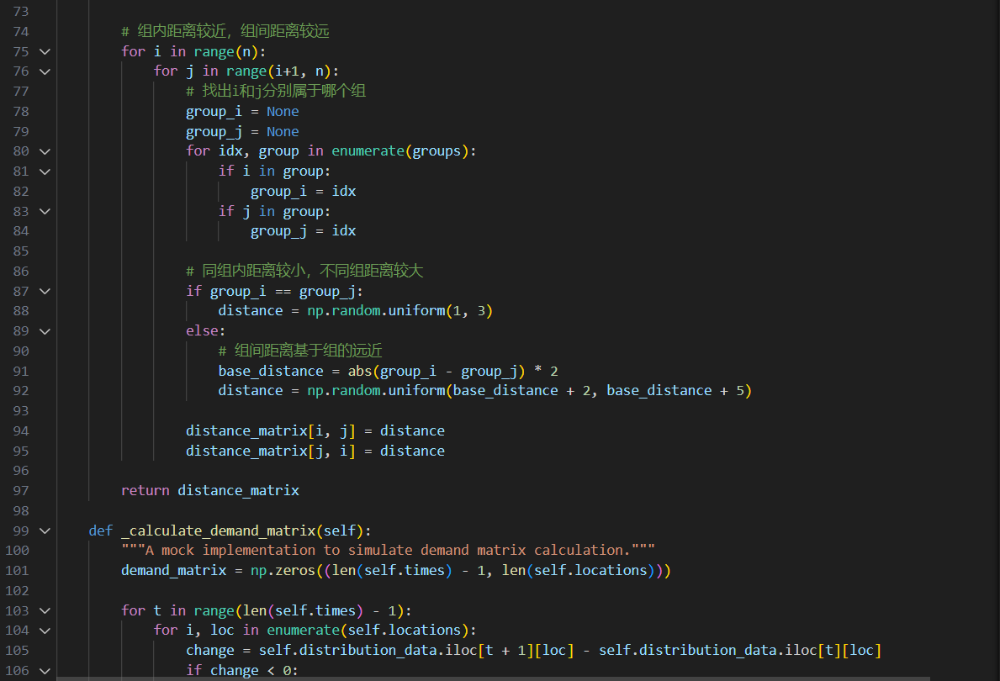 73
74 # 组内距离较近，组间距离较远
75 for i in range(n):
76 for j in range(i+1, n):
77 # 找出i和j分别属于哪个组
78 group_i = None
79 group_j = None
80 for idx, group in enumerate(groups):
81 if i in group:
82 group_i = idx
83 if j in group:
84 group_j = idx
85
86 # 同组内距离较小，不同组距离较大
87 if group_i == group_j:
88 distance = np.random.uniform(1, 3)
89 else:
90 # 组间距离基于组的远近
91 base_distance = abs(group_i - group_j) * 2
92 distance = np.random.uniform(base_distance + 2, base_distance + 5)
93
94 distance_matrix[i, j] = distance
95 distance_matrix[j, i] = distance
96
97 return distance_matrix
98
99 def _calculate_demand_matrix(self):
100 """A mock implementation to simulate demand matrix calculation."""
101 demand_matrix = np.zeros((len(self.times) - 1, len(self.locations)))
102
103 for t in range(len(self.times) - 1):
104 for i, loc in enumerate(self.locations):
105 change = self.distribution_data.iloc[t + 1][loc] - self.distribution_data.iloc[t][loc]
106 if change < 0: